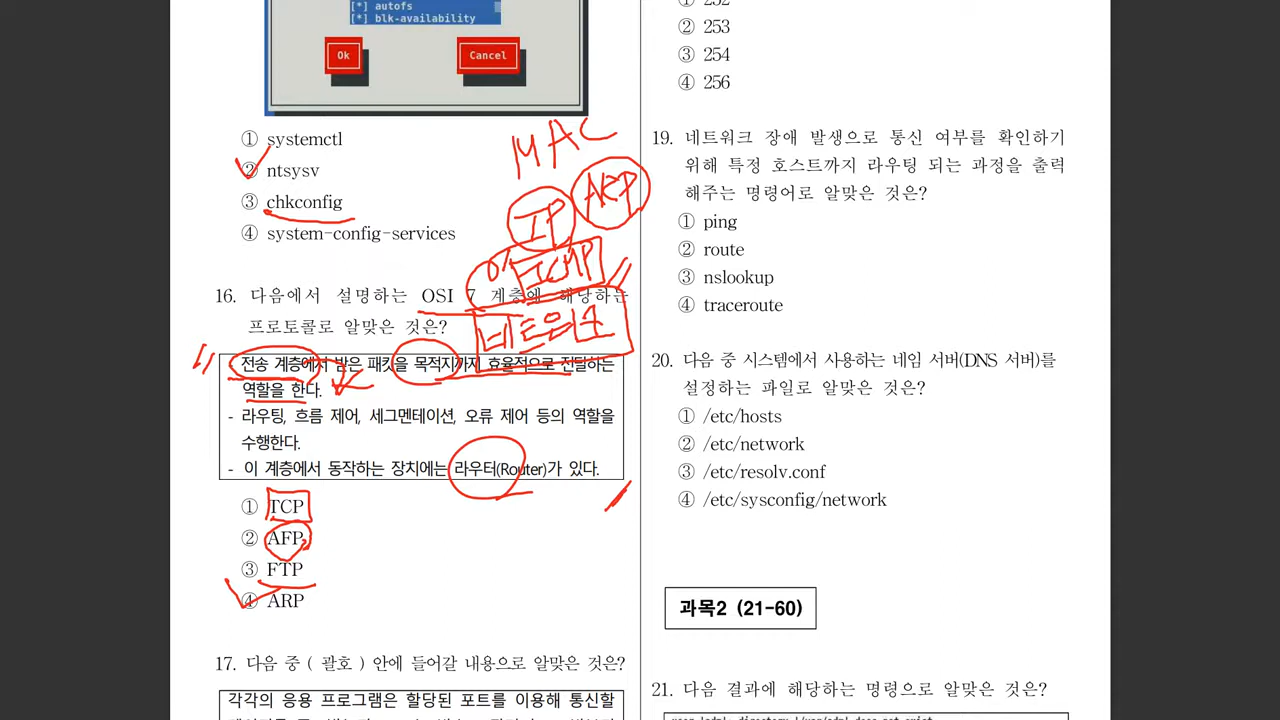 [*] autofs
[*] blk-availability
Ok
Cancel
① systemctl
② ntsysv
③ chkconfig
④ system-config-services
MAC
IP
ARP
ICMP
네트워크
16. 다음에서 설명하는 OSI 7 계층에 해당하는
프로토콜로 알맞은 것은?
- 전송 계층에서 받은 패킷을 목적지까지 효율적으로 전달하는
역할을 한다.
- 라우팅, 흐름 제어, 세그멘테이션, 오류 제어 등의 역할을
수행한다.
- 이 계층에서 동작하는 장치에는 라우터(Router)가 있다.
① TCP
② AFP
③ FTP
④ ARP
17. 다음 중 ( 괄호 ) 안에 들어갈 내용으로 알맞은 것은?
각각의 응용 프로그램은 할당된 포트를 이용해 통신할
① 252
② 253
③ 254
④ 256
19. 네트워크 장애 발생으로 통신 여부를 확인하기
위해 특정 호스트까지 라우팅 되는 과정을 출력
해주는 명령어로 알맞은 것은?
① ping
② route
③ nslookup
④ traceroute
20. 다음 중 시스템에서 사용하는 네임 서버(DNS 서버)를
설정하는 파일로 알맞은 것은?
① /etc/hosts
② /etc/network
③ /etc/resolv.conf
④ /etc/sysconfig/network
과목2 (21-60)
21. 다음 결과에 해당하는 명령으로 알맞은 것은?